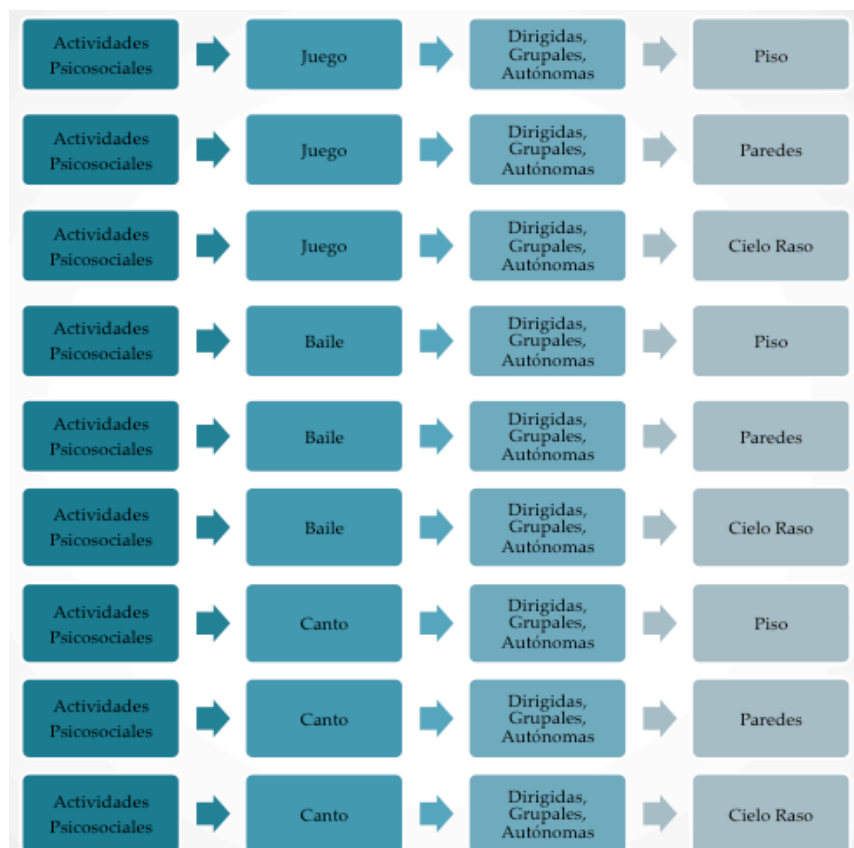 Actividades
Psicosociales
Juego
Dirigidas,
Grupales,
Autónomas
Piso
Actividades
Psicosociales
Juego
Dirigidas,
Grupales,
Autónomas
Paredes
Actividades
Psicosociales
Juego
Dirigidas,
Grupales,
Autónomas
Cielo Raso
Actividades
Psicosociales
Baile
Dirigidas,
Grupales,
Autónomas
Piso
Actividades
Psicosociales
Baile
Dirigidas,
Grupales,
Autónomas
Paredes
Actividades
Psicosociales
Baile
Dirigidas,
Grupales,
Autónomas
Cielo Raso
Actividades
Psicosociales
Canto
Dirigidas,
Grupales,
Autónomas
Piso
Actividades
Psicosociales
Canto
Dirigidas,
Grupales,
Autónomas
Paredes
Actividades
Psicosociales
Canto
Dirigidas,
Grupales,
Autónomas
Cielo Raso